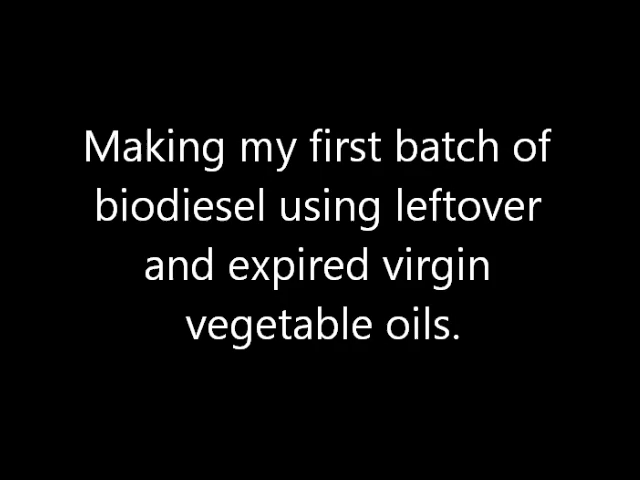 Making my first batch of
biodiesel using leftover
and expired virgin
vegetable oils.